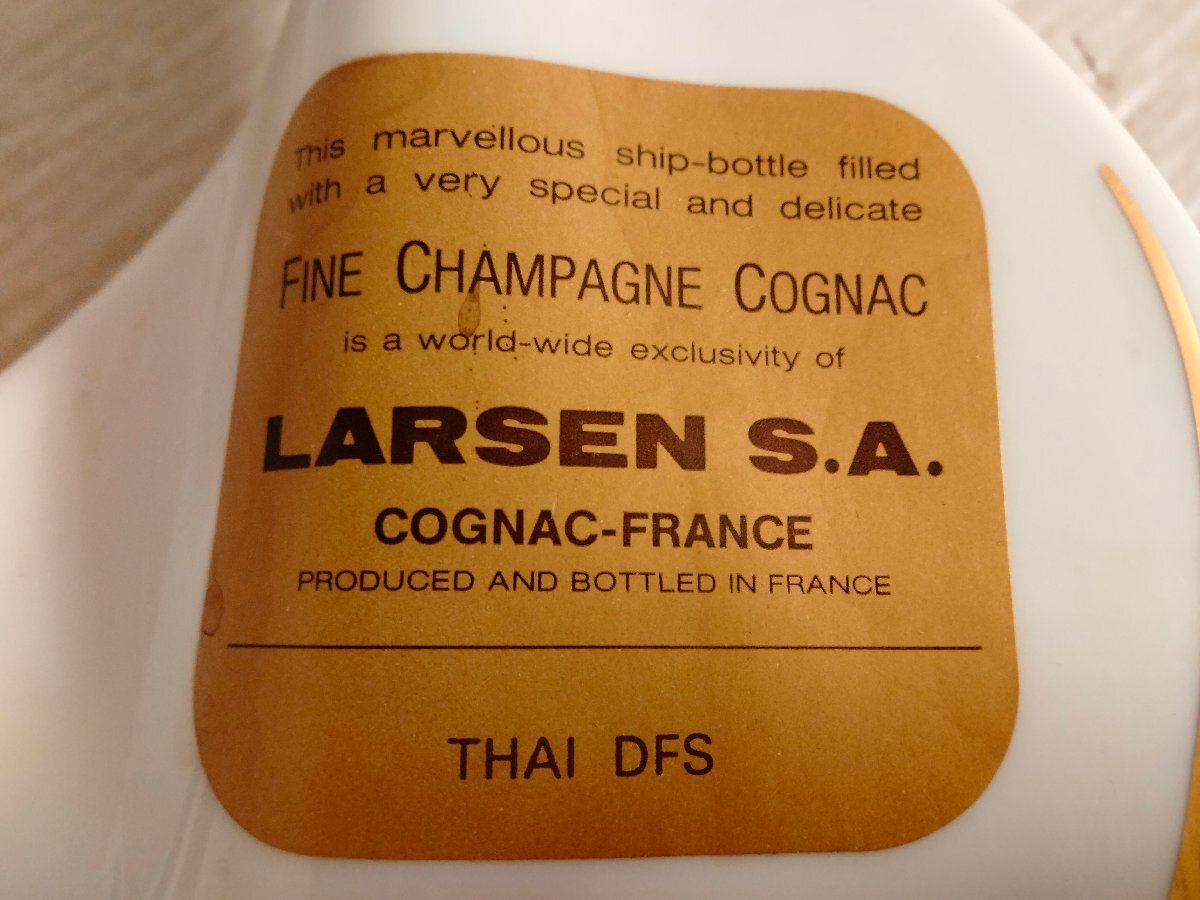 This marvellous ship-bottle filled
with a very special and delicate
FINE CHAMPAGNE COGNAC
is a world-wide exclusivity of
LARSEN S.A.
COGNAC-FRANCE
PRODUCED AND BOTTLED IN FRANCE
THAI DFS